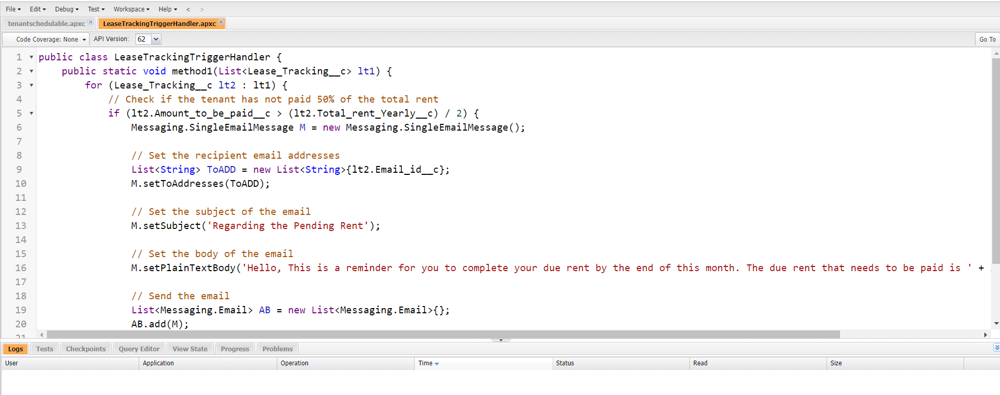 File Edit Debug Test Workspace Help < >
tenantschedulable.apxc LeaseTrackingTriggerHandler.apxc
Code Coverage: None API Version: 62 Go To
1 public class LeaseTrackingTriggerHandler {
2 public static void method1(List<Lease_Tracking__c> lt1) {
3 for (Lease_Tracking__c lt2 : lt1) {
4 // Check if the tenant has not paid 50% of the total rent
5 if (lt2.Amount_to_be_paid__c > (lt2.Total_rent_Yearly__c) / 2) {
6 Messaging.SingleEmailMessage M = new Messaging.SingleEmailMessage();
7
8 // Set the recipient email addresses
9 List<String> ToADD = new List<String>{lt2.Email_id__c};
10 M.setToAddresses(ToADD);
11
12 // Set the subject of the email
13 M.setSubject('Regarding the Pending Rent');
14
15 // Set the body of the email
16 M.setPlainTextBody('Hello, This is a reminder for you to complete your due rent by the end of this month. The due rent that needs to be paid is ' +
17
18 // Send the email
19 List<Messaging.Email> AB = new List<Messaging.Email>{};
20 AB.add(M);
21
Logs Tests Checkpoints Query Editor View State Progress Problems
User Application Operation Time Status Read Size